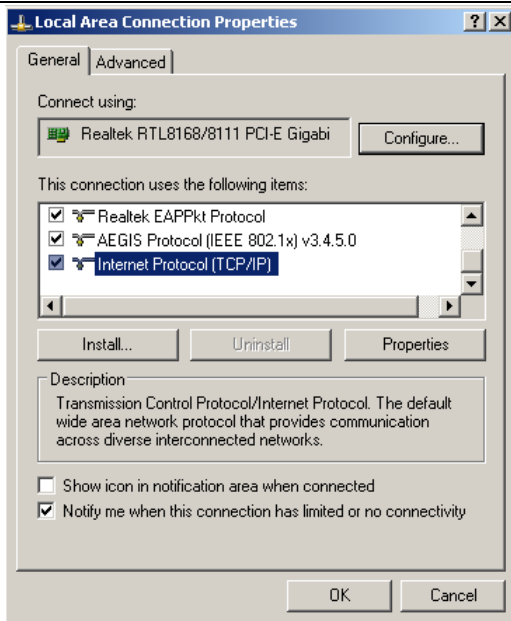 Local Area Connection Properties
General Advanced
Connect using:
Realtek RTL8168/8111 PCI-E Gigabi Configure...
This connection uses the following items:
Realtek EAPPkt Protocol
AEGIS Protocol (IEEE 802.1x) v3.4.5.0
Internet Protocol (TCP/IP)
Install... Uninstall Properties
Description
Transmission Control Protocol/Internet Protocol. The default
wide area network protocol that provides communication
across diverse interconnected networks.
Show icon in notification area when connected
Notify me when this connection has limited or no connectivity
OK Cancel